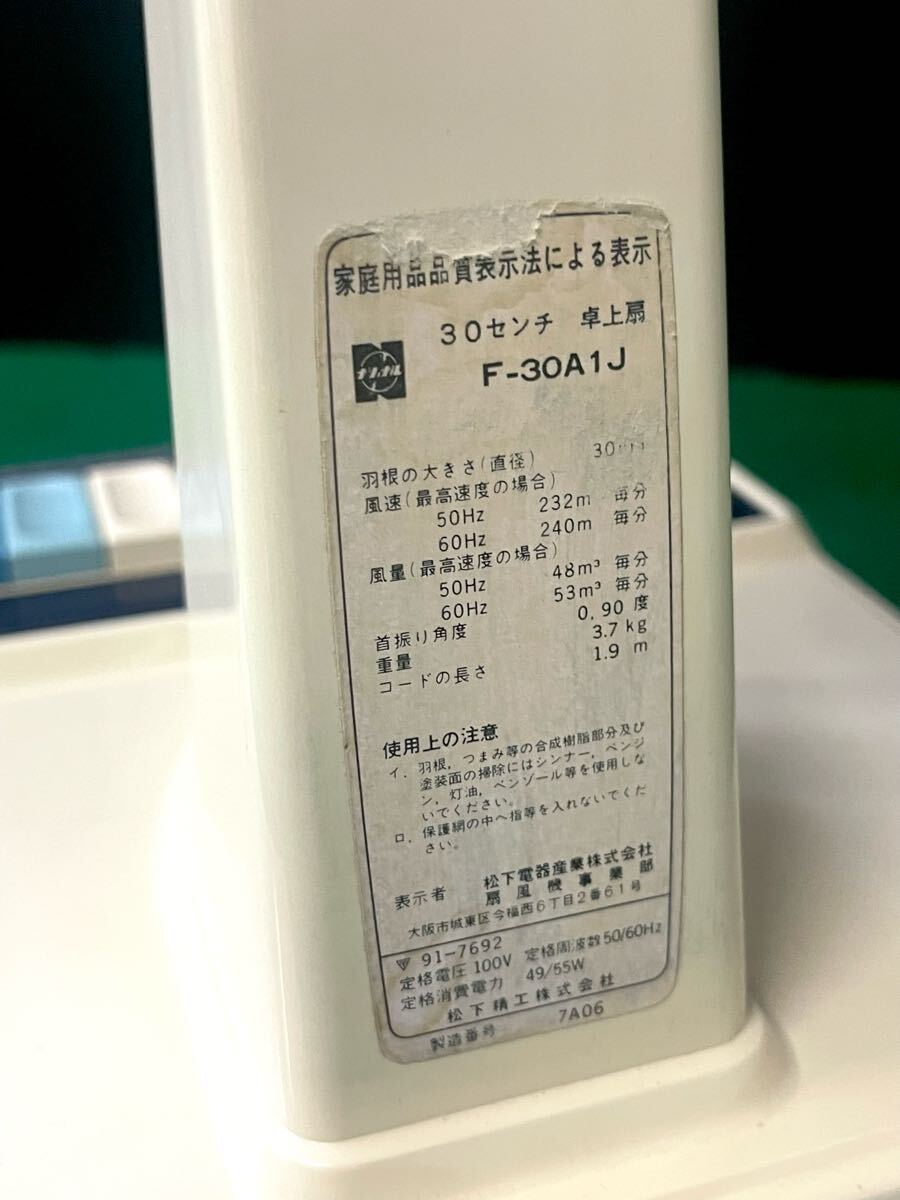 家庭用品品質表示法による表示
30センチ 卓上扇
ナショナル
F-30A1J
羽根の大きさ(直径) 30
風速(最高速度の場合)
50Hz 232m 毎分
60Hz 240m 毎分
風量(最高速度の場合)
50Hz 48m³ 毎分
60Hz 53m³ 毎分
首振り角度 0,90 度
重量 3.7 kg
コードの長さ 1.9 m
使用上の注意
イ.羽根,つまみ等の合成樹脂部分及び
塗装面の掃除にはシンナー,ベンジ
ン,灯油,ベンゾール等を使用しな
いでください。
ロ.保護網の中へ指等を入れないでくだ
さい。
表示者 松下電器産業株式会社
扇風機事業部
大阪市城東区今福西6丁目2番61号
91-7692
定格電圧 100V 定格周波数 50/60Hz
定格消費電力 49/55W
松下精工株式会社
製造番号 7A06